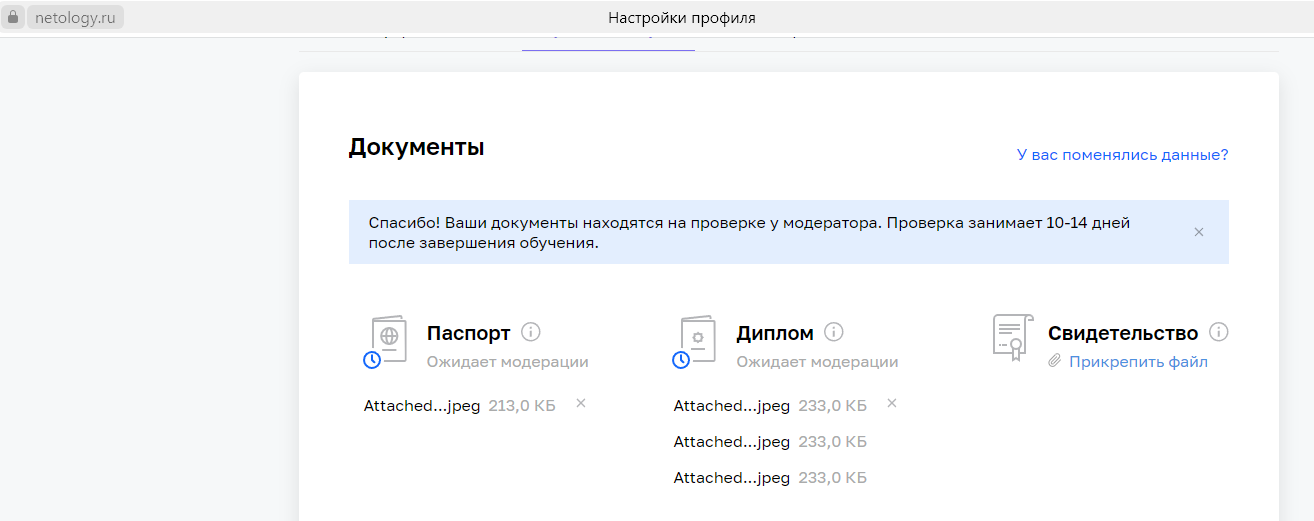 netology.ru
Настройки профиля
Документы
У вас поменялись данные?
Спасибо! Ваши документы находятся на проверке у модератора. Проверка занимает 10-14 дней
после завершения обучения.
Паспорт
Ожидает модерации
Attached...jpeg 213,0 КБ
Диплом
Ожидает модерации
Attached...jpeg 233,0 КБ
Attached...jpeg 233,0 КБ
Attached...jpeg 233,0 КБ
Свидетельство
Прикрепить файл